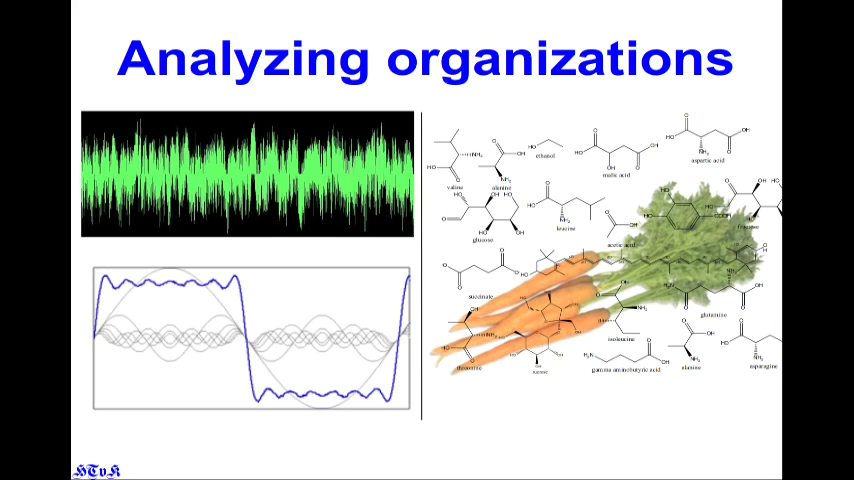 Analyzing organizations
valine
alanine
ethanol
malic acid
aspartic acid
glucose
leucine
acetic acid
fructose
succinate
glutamine
isoleucine
threonine
sucrose
gamma aminobutyric acid
alanine
asparagine
HTvK